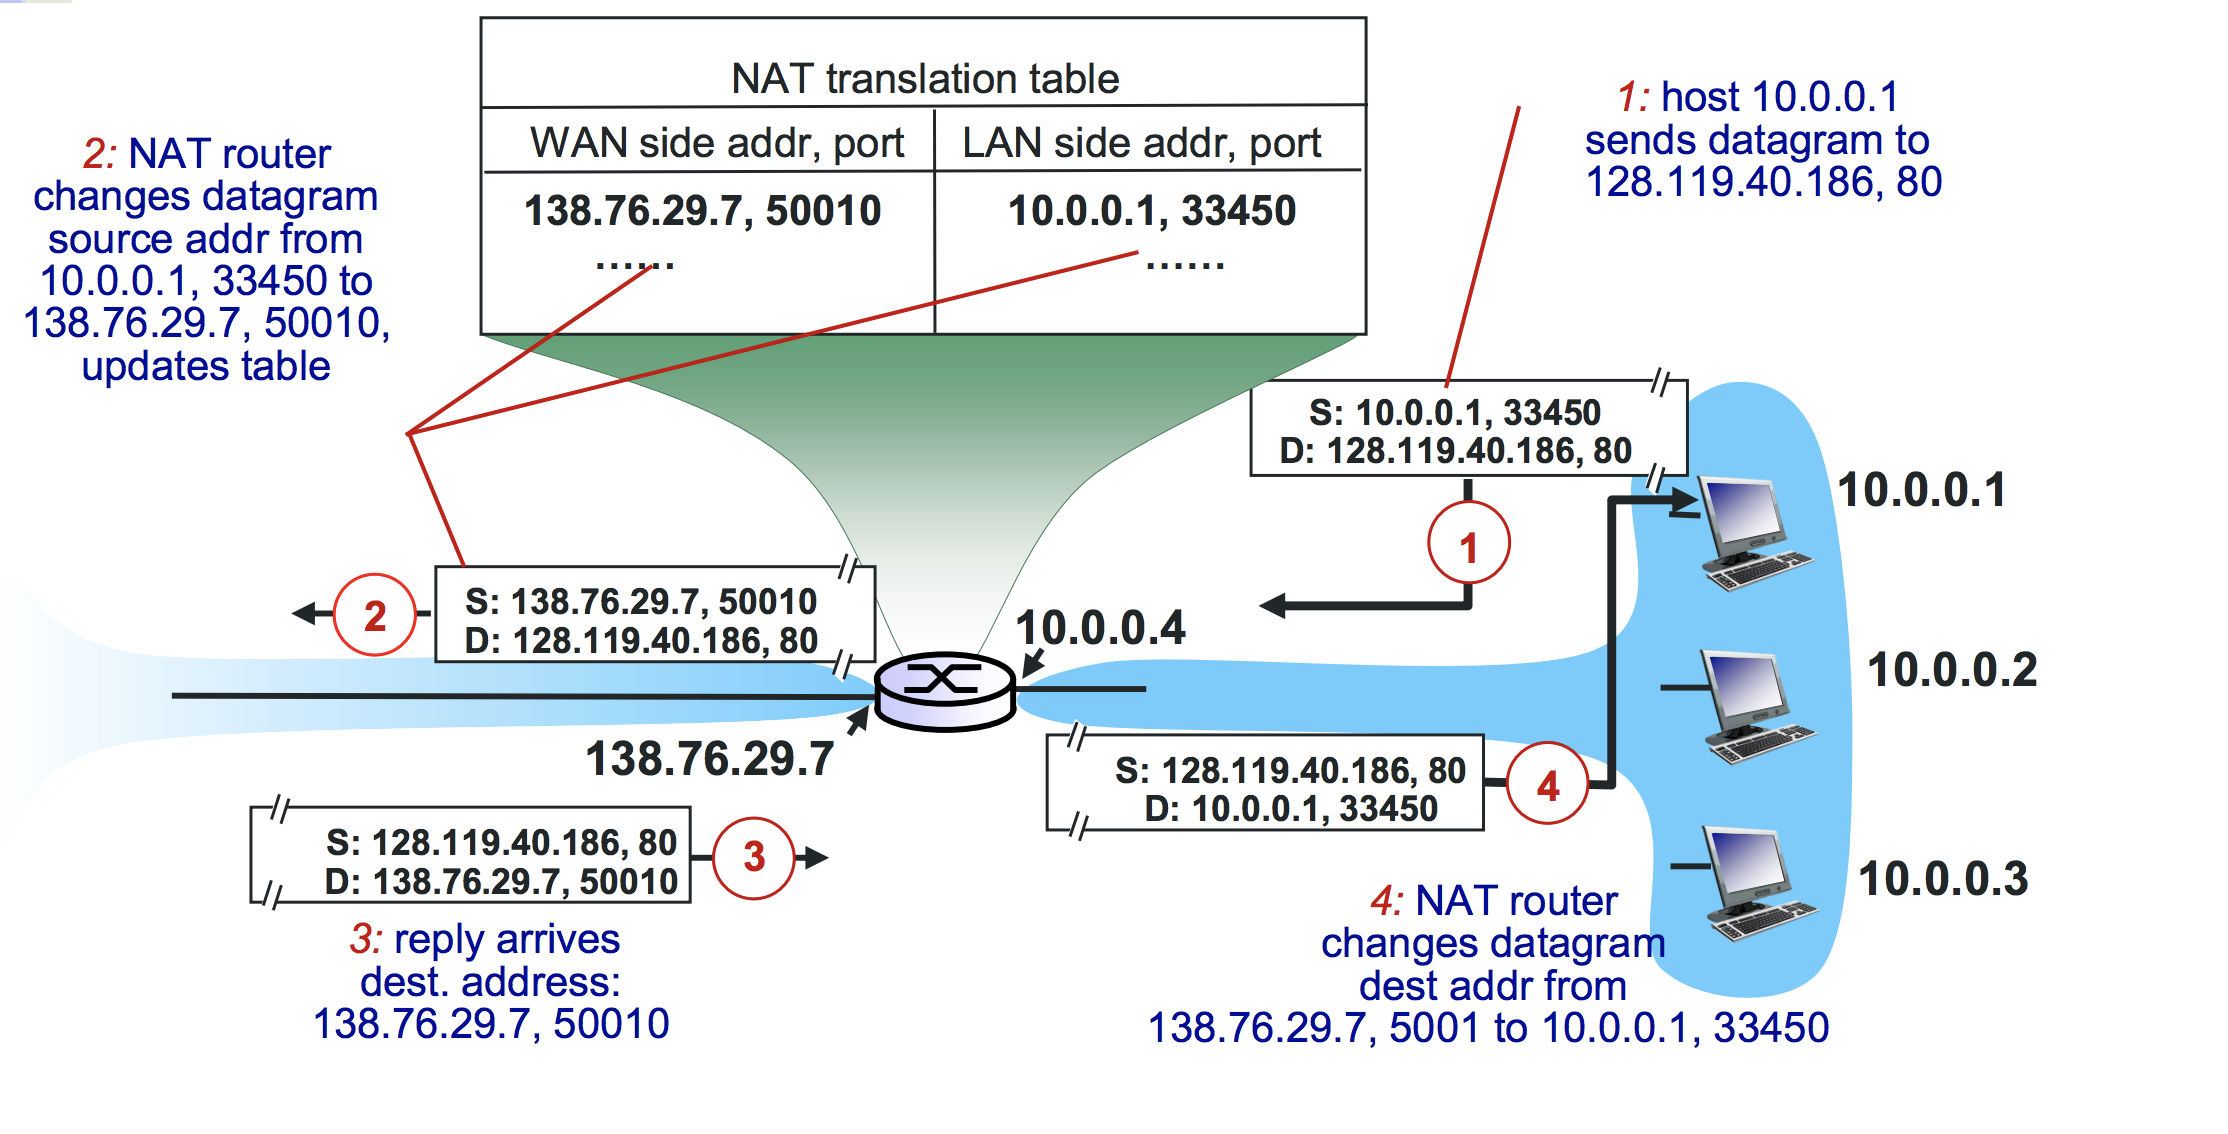 NAT translation table
WAN side addr, port
LAN side addr, port
138.76.29.7, 50010
10.0.0.1, 33450
......
......
1: host 10.0.0.1
sends datagram to
128.119.40.186, 80
2: NAT router
changes datagram
source addr from
10.0.0.1, 33450 to
138.76.29.7, 50010,
updates table
S: 10.0.0.1, 33450
D: 128.119.40.186, 80
1
10.0.0.1
S: 138.76.29.7, 50010
D: 128.119.40.186, 80
2
10.0.0.4
10.0.0.2
138.76.29.7
S: 128.119.40.186, 80
D: 10.0.0.1, 33450
4
S: 128.119.40.186, 80
D: 138.76.29.7, 50010
3
10.0.0.3
3: reply arrives
dest. address:
138.76.29.7, 50010
4: NAT router
changes datagram
dest addr from
138.76.29.7, 5001 to 10.0.0.1, 33450